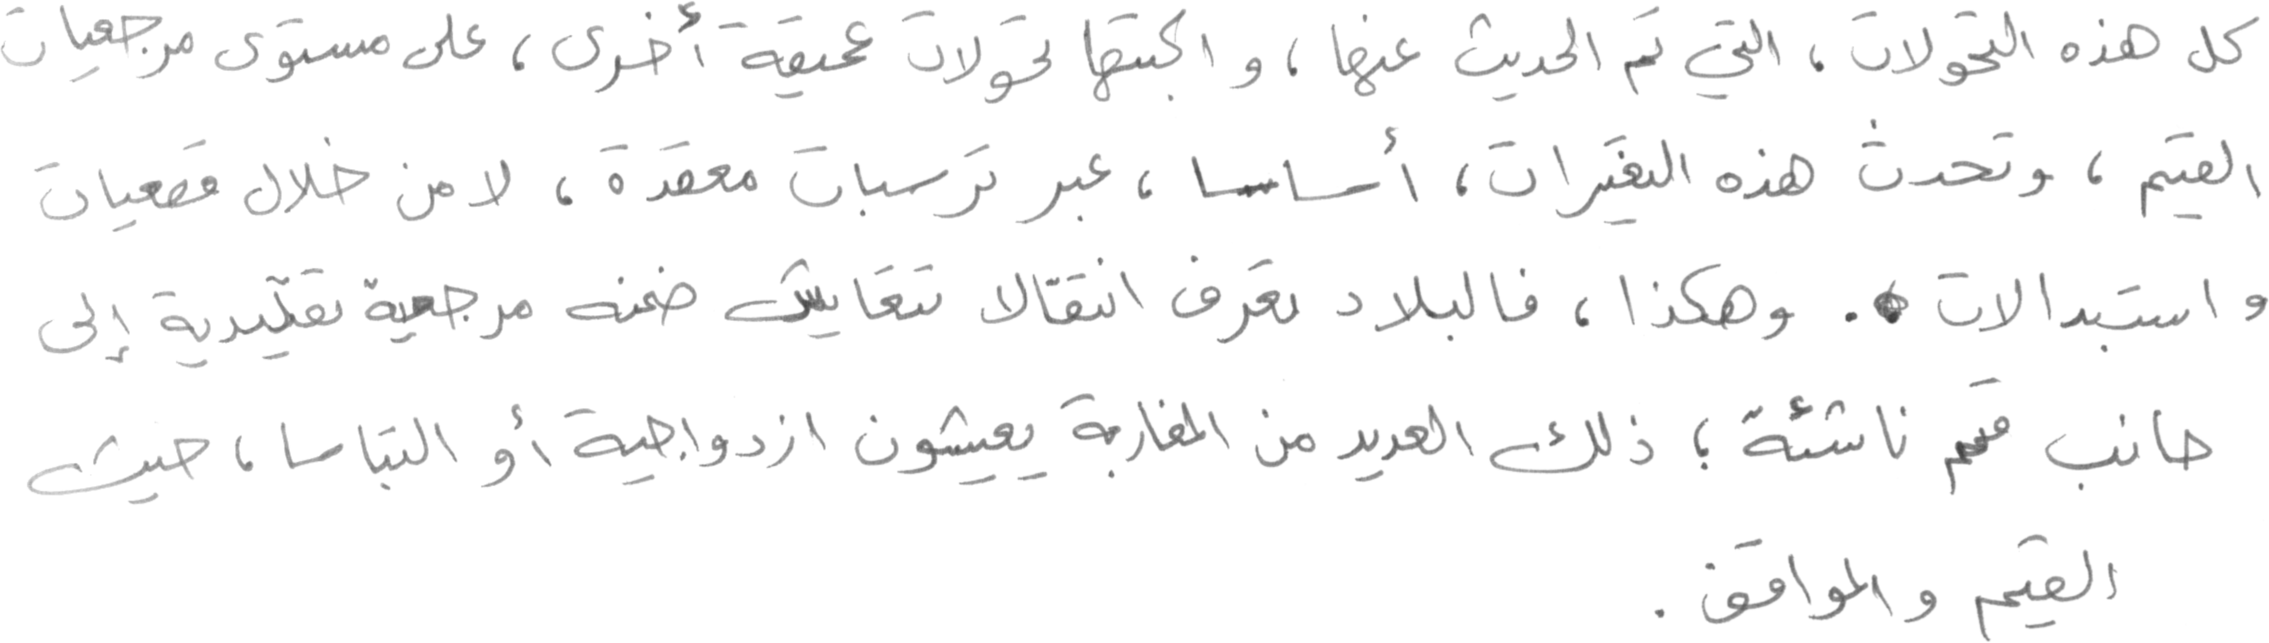 كل هذه التحولات، التي تم الحديث عنها، واكبتها تحولات عميقة أخرى، على مستوى مرجعيات
القيم، وتحدث هذه التغيرات، أساسا، عبر ترسبات معقدة، لا من خلال قطعيات
واستبدالات. وهكذا، فالبلاد تعرف انتقالا تتعايش ضمنه مرجعية تقليدية إلى
جانب قيم ناشئة؛ ذلك العديد من المغاربة يعيشون ازدواجية أو التباسا، حيث
القيم والمواقف.